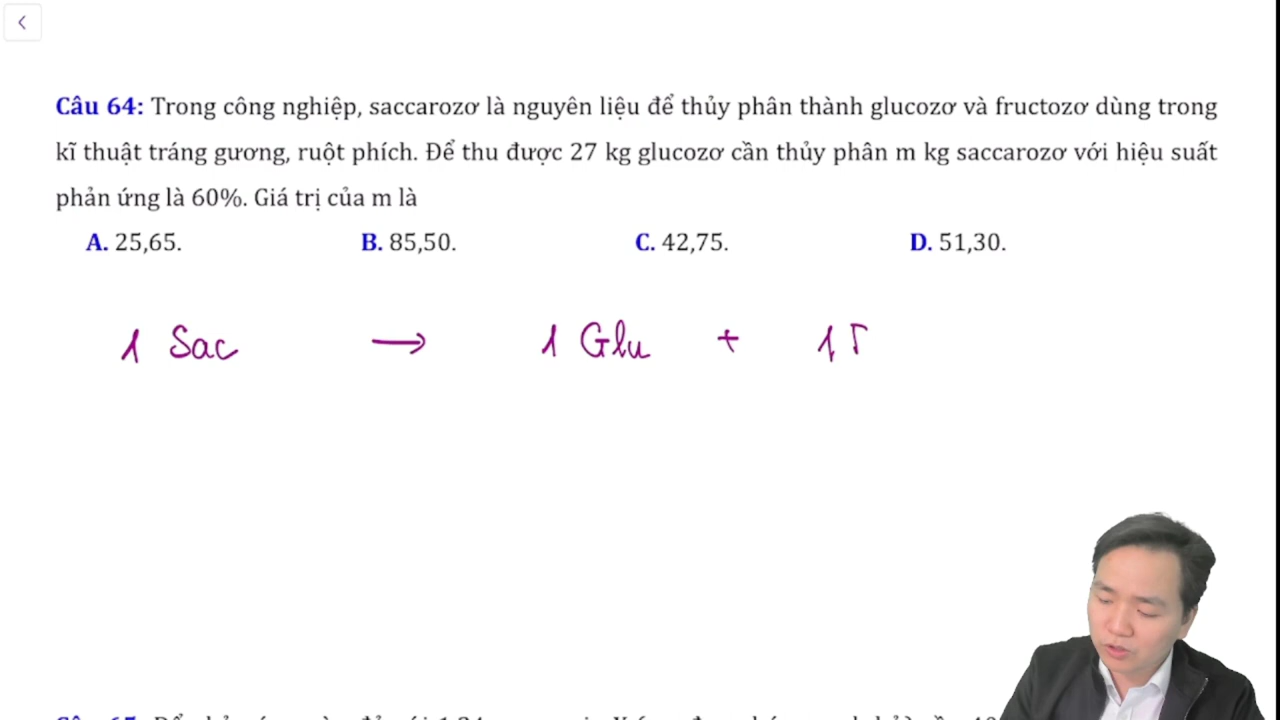 Câu 64: Trong công nghiệp, saccarozơ là nguyên liệu để thủy phân thành glucozơ và fructozơ dùng trong
kĩ thuật tráng gương, ruột phích. Để thu được 27 kg glucozơ cần thủy phân m kg saccarozơ với hiệu suất
phản ứng là 60%. Giá trị của m là
A. 25,65. B. 85,50. C. 42,75. D. 51,30.
1 Sac → 1 Glu + 1